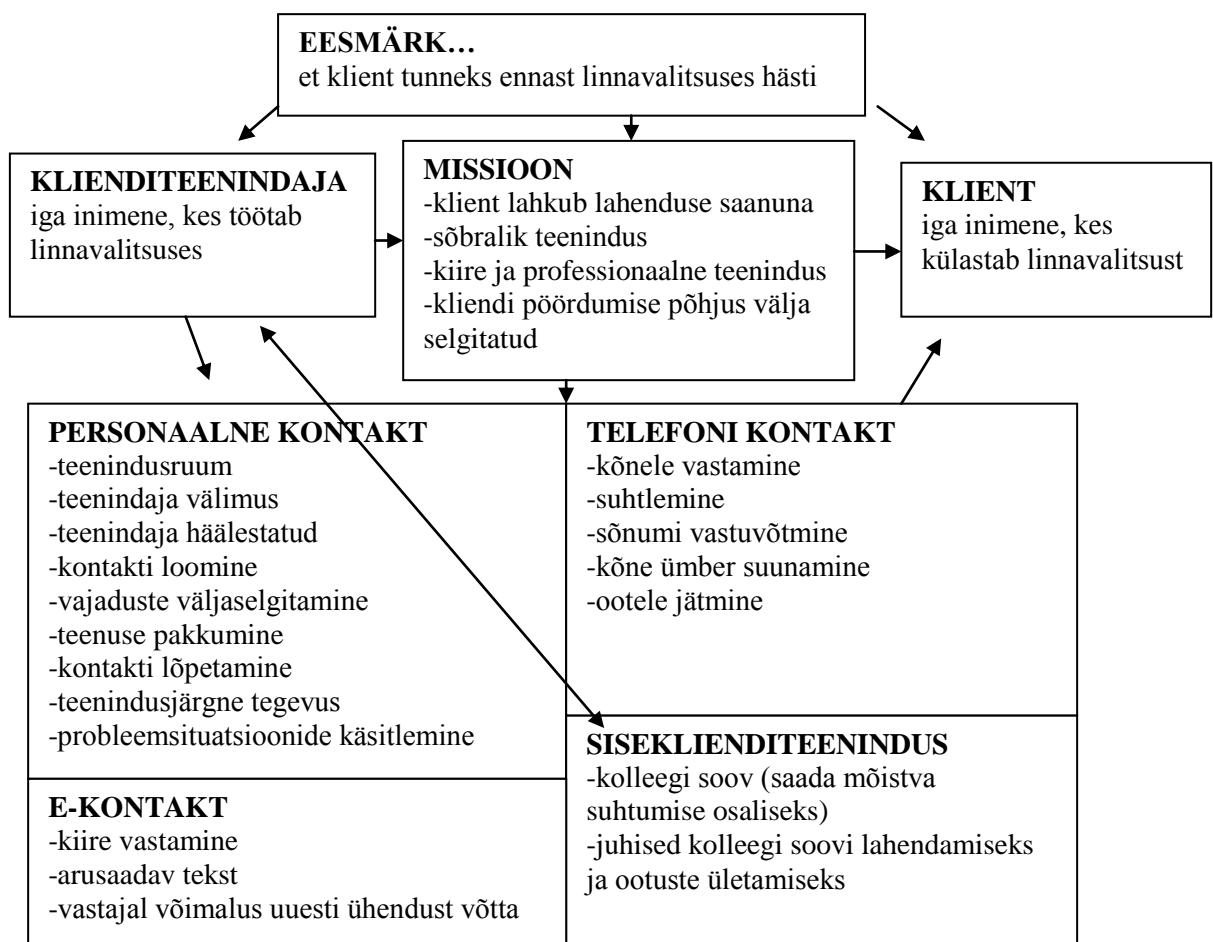 EESMÄRK…
et klient tunneks ennast linnavalitsuses hästi
KLIENDITEENINDAJA
iga inimene, kes töötab
linnavalitsuses
MISSIOON
-klient lahkub lahenduse saanuna
-sõbralik teenindus
-kiire ja professionaalne teenindus
-kliendi pöördumise põhjus välja
selgitatud
KLIENT
iga inimene, kes
külastab linnavalitsust
PERSONAALNE KONTAKT
-teenindusruum
-teenindaja välimus
-teenindaja häälestatud
-kontakti loomine
-vajaduste väljaselgitamine
-teenuse pakkumine
-kontakti lõpetamine
-teenindusjärgne tegevus
-probleemsituatsioonide käsitlemine
TELEFONI KONTAKT
-kõnele vastamine
-suhtlemine
-sõnumi vastuvõtmine
-kõne ümber suunamine
-ootele jätmine
E-KONTAKT
-kiire vastamine
-arusaadav tekst
-vastajal võimalus uuesti ühendust võtta
SISEKLIENDITEENINDUS
-kolleegi soov (saada mõistva
suhtumise osaliseks)
-juhised kolleegi soovi lahendamiseks
ja ootuste ületamiseks